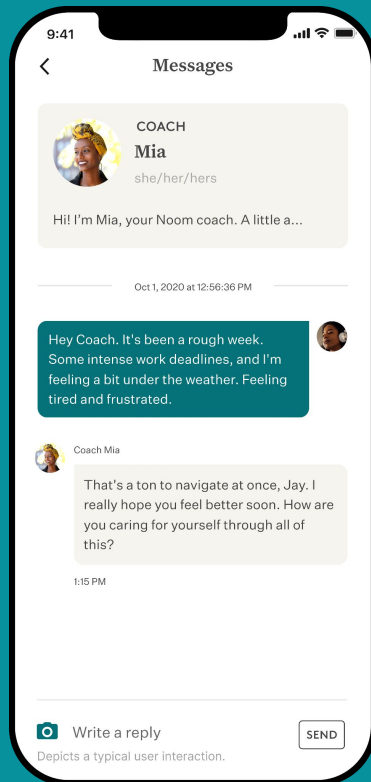 9:41
Messages
COACH
Mia
she/her/hers
Hi! I'm Mia, your Noom coach. A little a...
Oct 1, 2020 at 12:56:36 PM
Hey Coach. It's been a rough week.
Some intense work deadlines, and I'm
feeling a bit under the weather. Feeling
tired and frustrated.
Coach Mia
That's a ton to navigate at once, Jay. I
really hope you feel better soon. How are
you caring for yourself through all of
this?
1:15 PM
Write a reply
SEND
Depicts a typical user interaction.